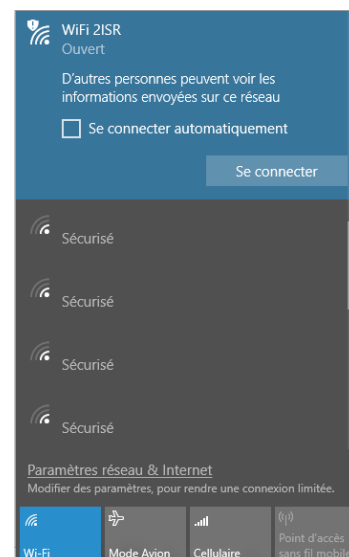 WiFi 2ISR
Ouvert
D'autres personnes peuvent voir les
informations envoyées sur ce réseau
Se connecter automatiquement
Se connecter
Sécurisé
Sécurisé
Sécurisé
Sécurisé
Paramètres réseau & Internet
Modifier des paramètres, pour rendre une connexion limitée.
Wi-Fi
Mode Avion
Cellulaire
Point d'accès
sans fil mobile